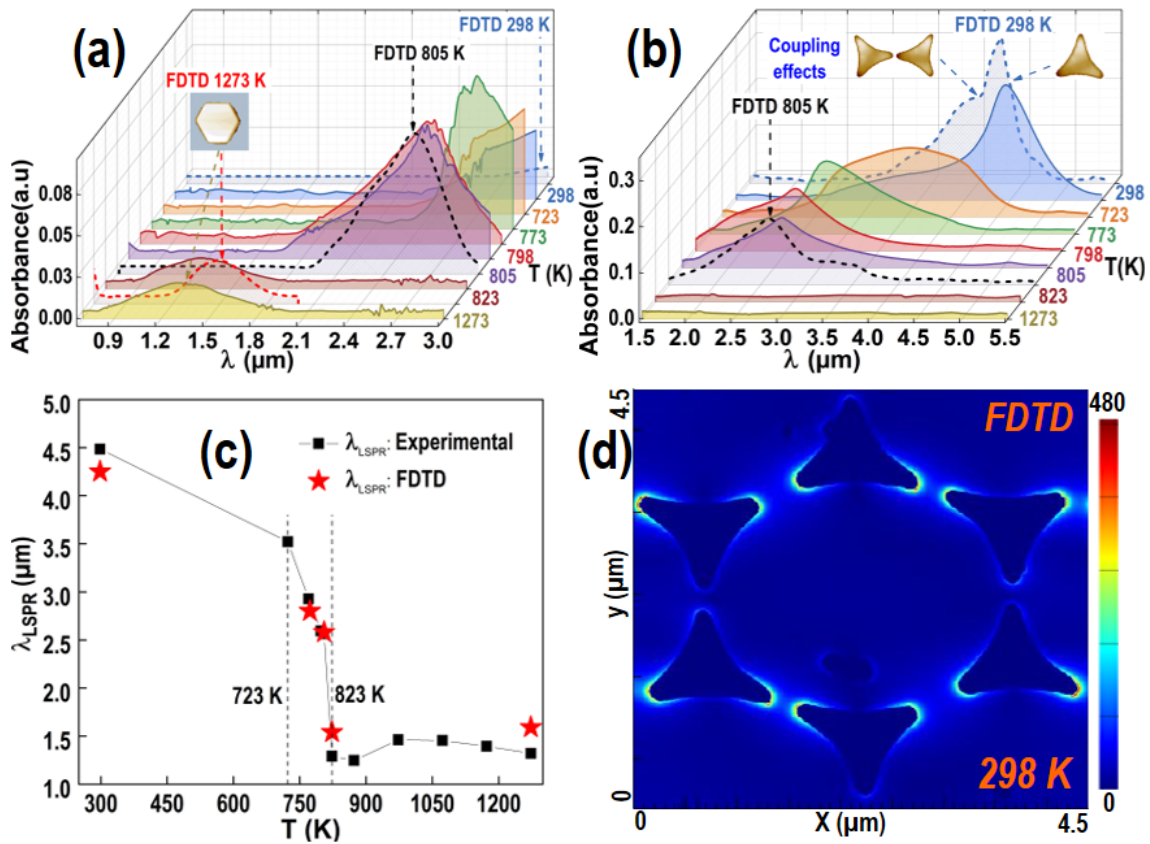 (a)
FDTD 298 K
FDTD 805 K
FDTD 1273 K
Absorbance(a.u
0.08
0.05
0.03
0.00
0.9
1.2
1.5
1.8
2.1
2.4
2.7
3.0
λ (μm)
298
723
773
798
805
823
1273
T (K)
(b)
FDTD 298 K
Coupling
effects
FDTD 805 K
Absorbance(a.u
0.3
0.2
0.1
0.0
1.5
2.0
2.5
3.0
3.5
4.0
4.5
5.0
5.5
λ (μm)
298
723
773
798
805
823
1273
T(K)
(c)
λLSPR: Experimental
λLSPR: FDTD
λLSPR(μm)
5.0
4.5
4.0
3.5
3.0
2.5
2.0
1.5
1.0
723 K
823 K
300
450
600
750
900
1050
1200
T (K)
(d)
FDTD
298 K
4.5
y (μm)
0
0
X (μm)
4.5
480
0